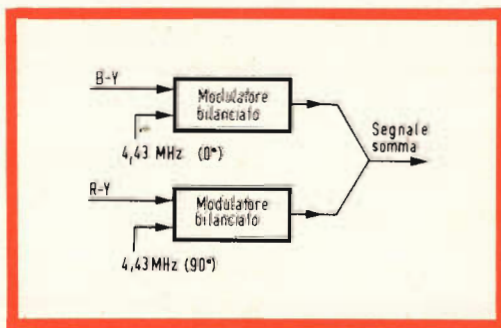 B-Y
Modulatore
bilanciato
4,43 MHz (0°)
Segnale
somma
R-Y
Modulatore
bilanciato
4,43 MHz (90°)